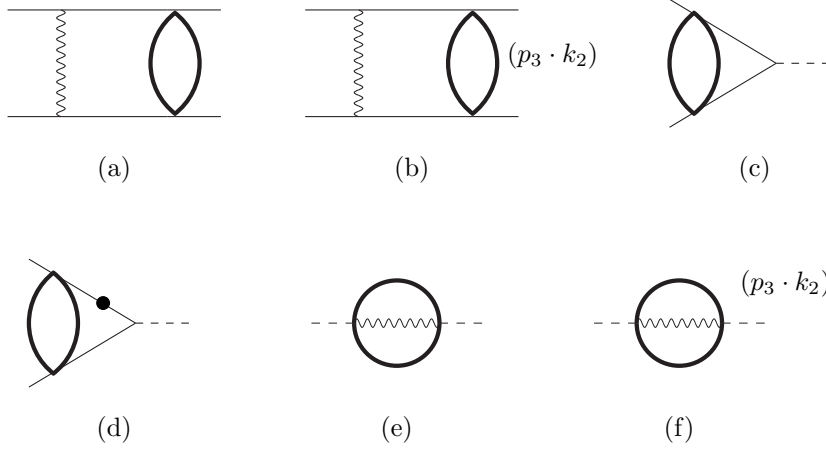 (p₃ · k₂)
(a)
(b)
(c)
(p₃ · k₂)
(d)
(e)
(f)